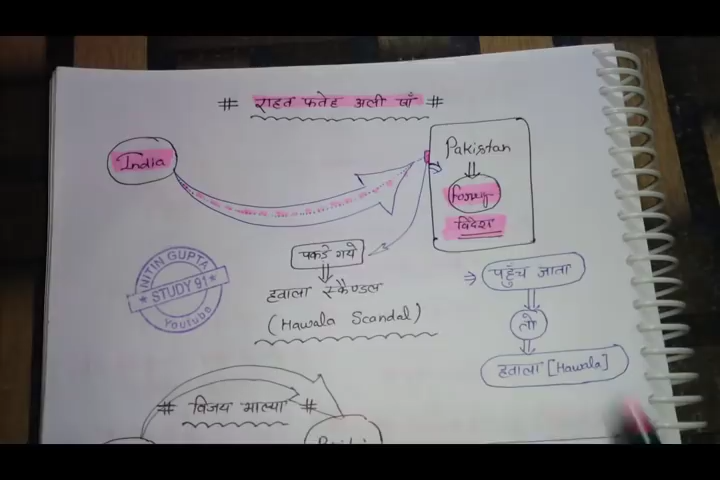 # राहत फतेह अली खाँ #
India
Pakistan
विदेश
पकड़े गये
हवाला स्कैण्डल
(Hawala Scandal)
NITIN GUPTA
STUDY 91
Youtube
⇒ पहुँच जाता
तो
हवाला [Hawala]
# विजय माल्या #